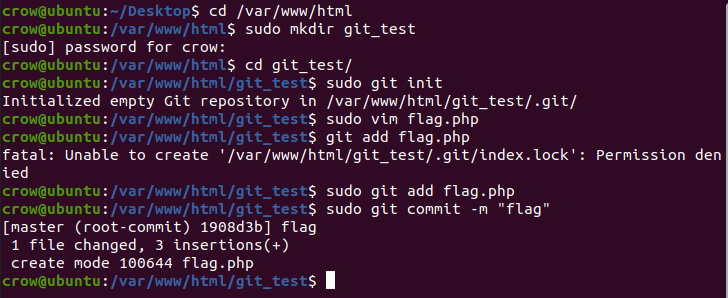 crow@ubuntu:~/Desktop$ cd /var/www/html
crow@ubuntu:/var/www/html$ sudo mkdir git_test
[sudo] password for crow:
crow@ubuntu:/var/www/html$ cd git_test/
crow@ubuntu:/var/www/html/git_test$ sudo git init
Initialized empty Git repository in /var/www/html/git_test/.git/
crow@ubuntu:/var/www/html/git_test$ sudo vim flag.php
crow@ubuntu:/var/www/html/git_test$ git add flag.php
fatal: Unable to create '/var/www/html/git_test/.git/index.lock': Permission den
ied
crow@ubuntu:/var/www/html/git_test$ sudo git add flag.php
crow@ubuntu:/var/www/html/git_test$ sudo git commit -m "flag"
[master (root-commit) 1908d3b] flag
 1 file changed, 3 insertions(+)
 create mode 100644 flag.php
crow@ubuntu:/var/www/html/git_test$